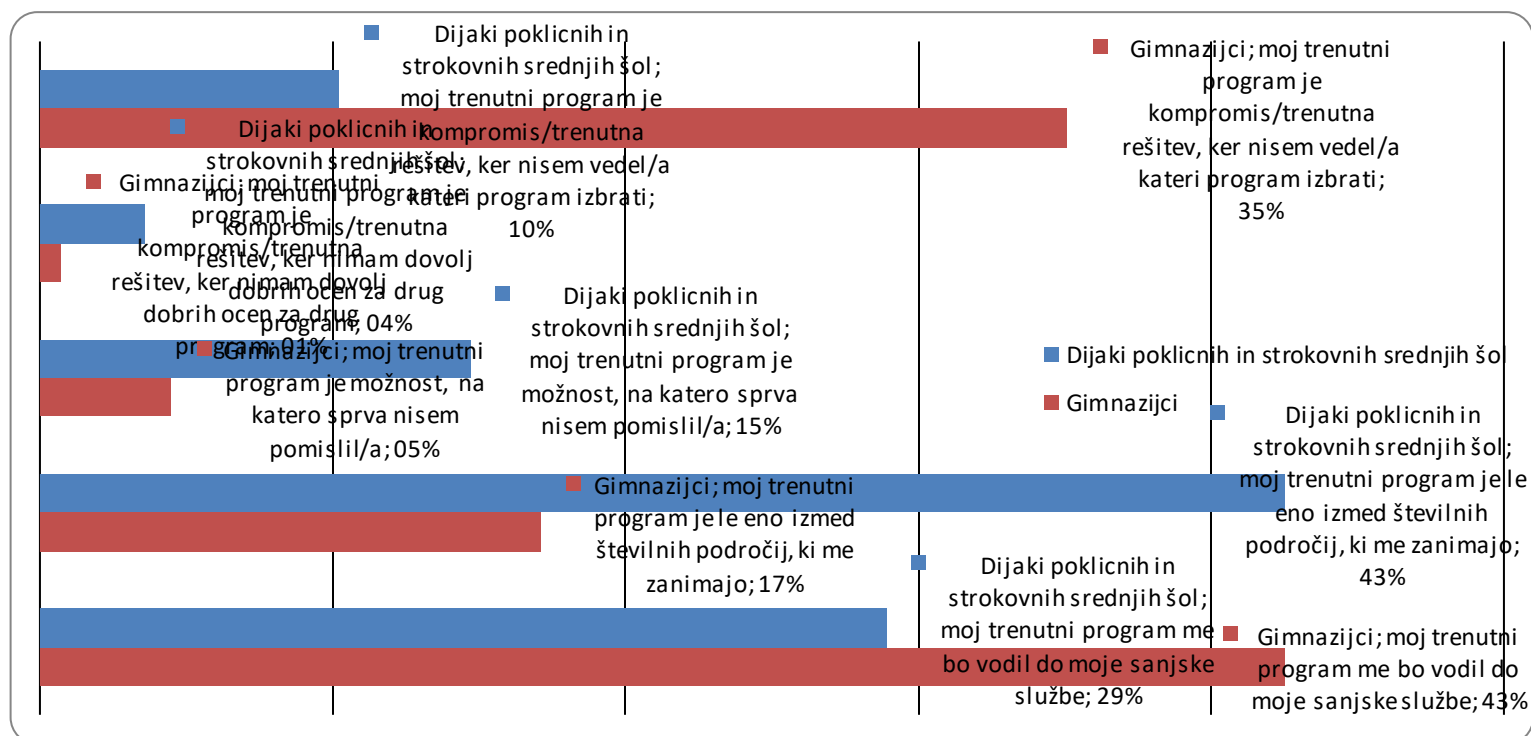 Dijaki poklicnih in
strokovnih srednjih šol;
moj trenutni program je
kompromis/trenutna
rešitev, ker nisem vedel/a
kateri program izbrati;
10%
Gimnazijci; moj trenutni
program je
kompromis/trenutna
rešitev, ker nisem vedel/a
kateri program izbrati;
35%
Dijaki poklicnih in
strokovnih srednjih šol;
moj trenutni program je
kompromis/trenutna
rešitev, ker nimam dovolj
dobrih ocen za drug
program; 04%
Gimnazijci; moj trenutni
program je
kompromis/trenutna
rešitev, ker nimam dovolj
dobrih ocen za drug
program; 01%
Dijaki poklicnih in
strokovnih srednjih šol;
moj trenutni program je
možnost, na katero sprva
nisem pomislil/a; 15%
Gimnazijci; moj trenutni
program je možnost, na
katero sprva nisem
pomislil/a; 05%
Dijaki poklicnih in strokovnih srednjih šol
Gimnazijci
Dijaki poklicnih in
strokovnih srednjih šol;
moj trenutni program je le
eno izmed številnih
področij, ki me zanimajo;
43%
Gimnazijci; moj trenutni
program je le eno izmed
številnih področij, ki me
zanimajo; 17%
Dijaki poklicnih in
strokovnih srednjih šol;
moj trenutni program me
bo vodil do moje sanjske
službe; 29%
Gimnazijci; moj trenutni
program me bo vodil do
moje sanjske službe; 43%